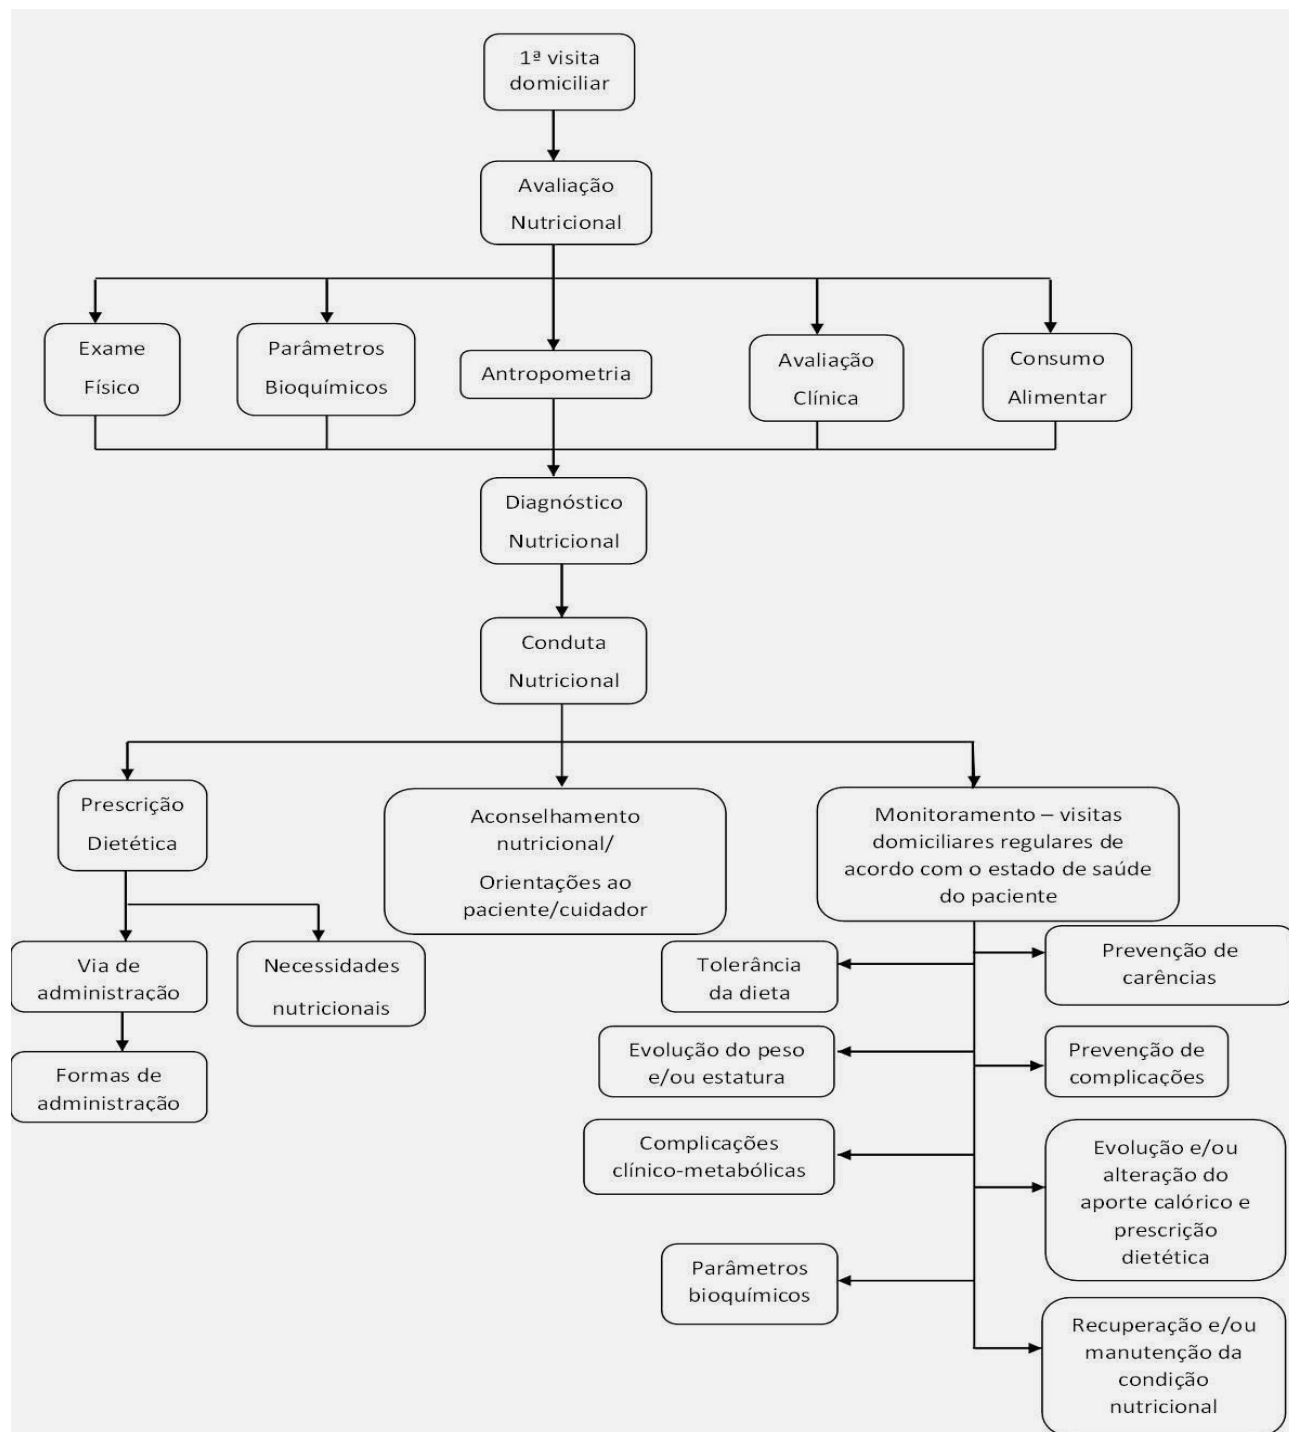 1ª visita
domiciliar
Avaliação
Nutricional
Exame
Físico
Parâmetros
Bioquímicos
Antropometria
Avaliação
Clínica
Consumo
Alimentar
Diagnóstico
Nutricional
Conduta
Nutricional
Prescrição
Dietética
Aconselhamento
nutricional/
Orientações ao
paciente/cuidador
Monitoramento – visitas
domiciliares regulares de
acordo com o estado de saúde
do paciente
Via de
administração
Necessidades
nutricionais
Formas de
administração
Tolerância
da dieta
Prevenção de
carências
Evolução do peso
e/ou estatura
Prevenção de
complicações
Complicações
clínico-metabólicas
Evolução e/ou
alteração do
aporte calórico e
prescrição
dietética
Parâmetros
bioquímicos
Recuperação e/ou
manutenção da
condição
nutricional